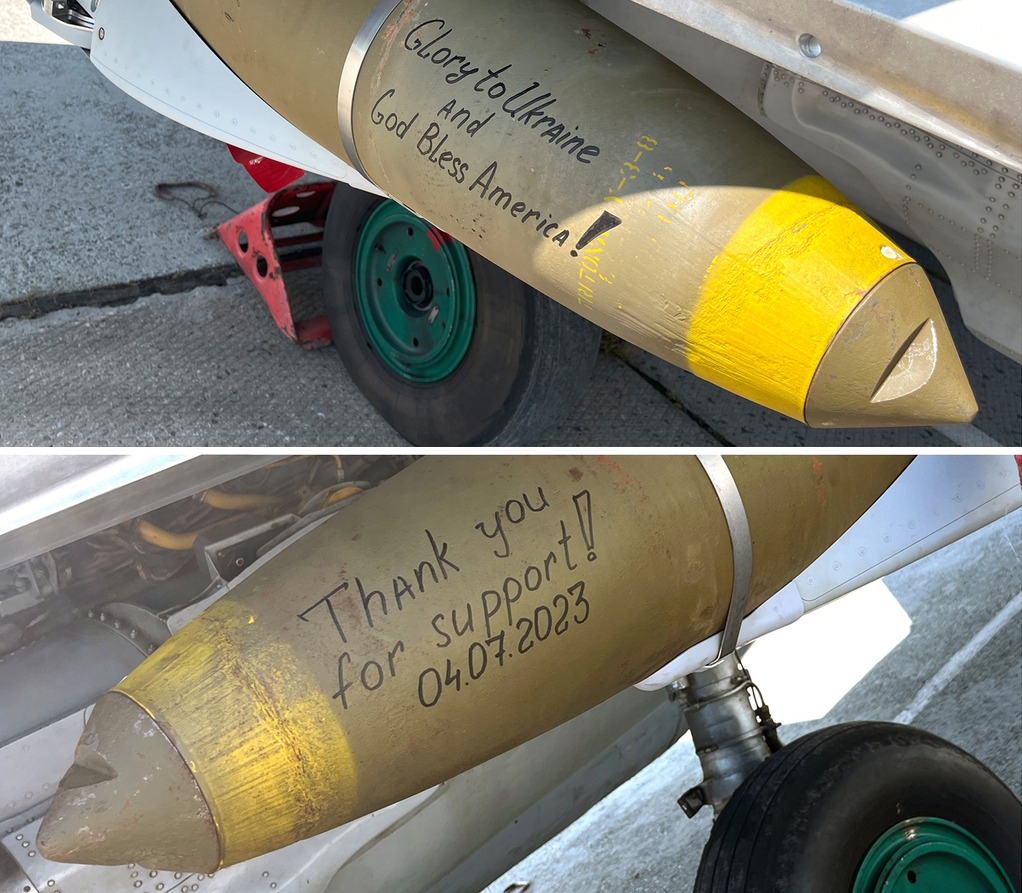 Glory to Ukraine
and
God Bless America!
Thank you
for support!
04.07.2023